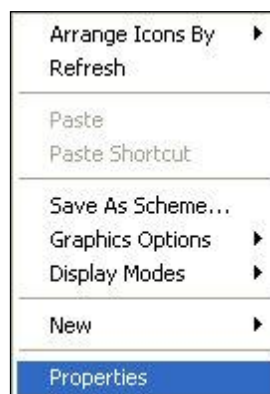 Arrange Icons By
Refresh
Paste
Paste Shortcut
Save As Scheme...
Graphics Options
Display Modes
New
Properties